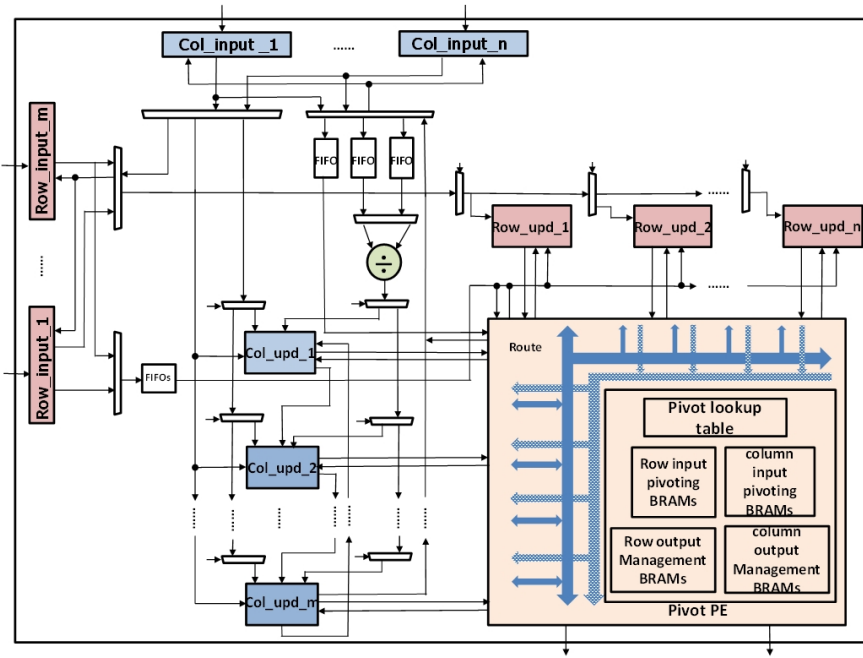 Col_input _1
......
Col_input_n
Row_input_m
FIFO
FIFO
FIFO
......
Row_upd_1
Row_upd_2
Row_upd_n
÷
......
......
Row_input_1
FIFOs
Col_upd_1
Route
Pivot lookup
table
Col_upd_2
Row input
pivoting
BRAMs
column
input
pivoting
BRAMs
......
......
......
......
......
......
Row output
Management
BRAMs
column
output
Management
BRAMs
Col_upd_m
Pivot PE